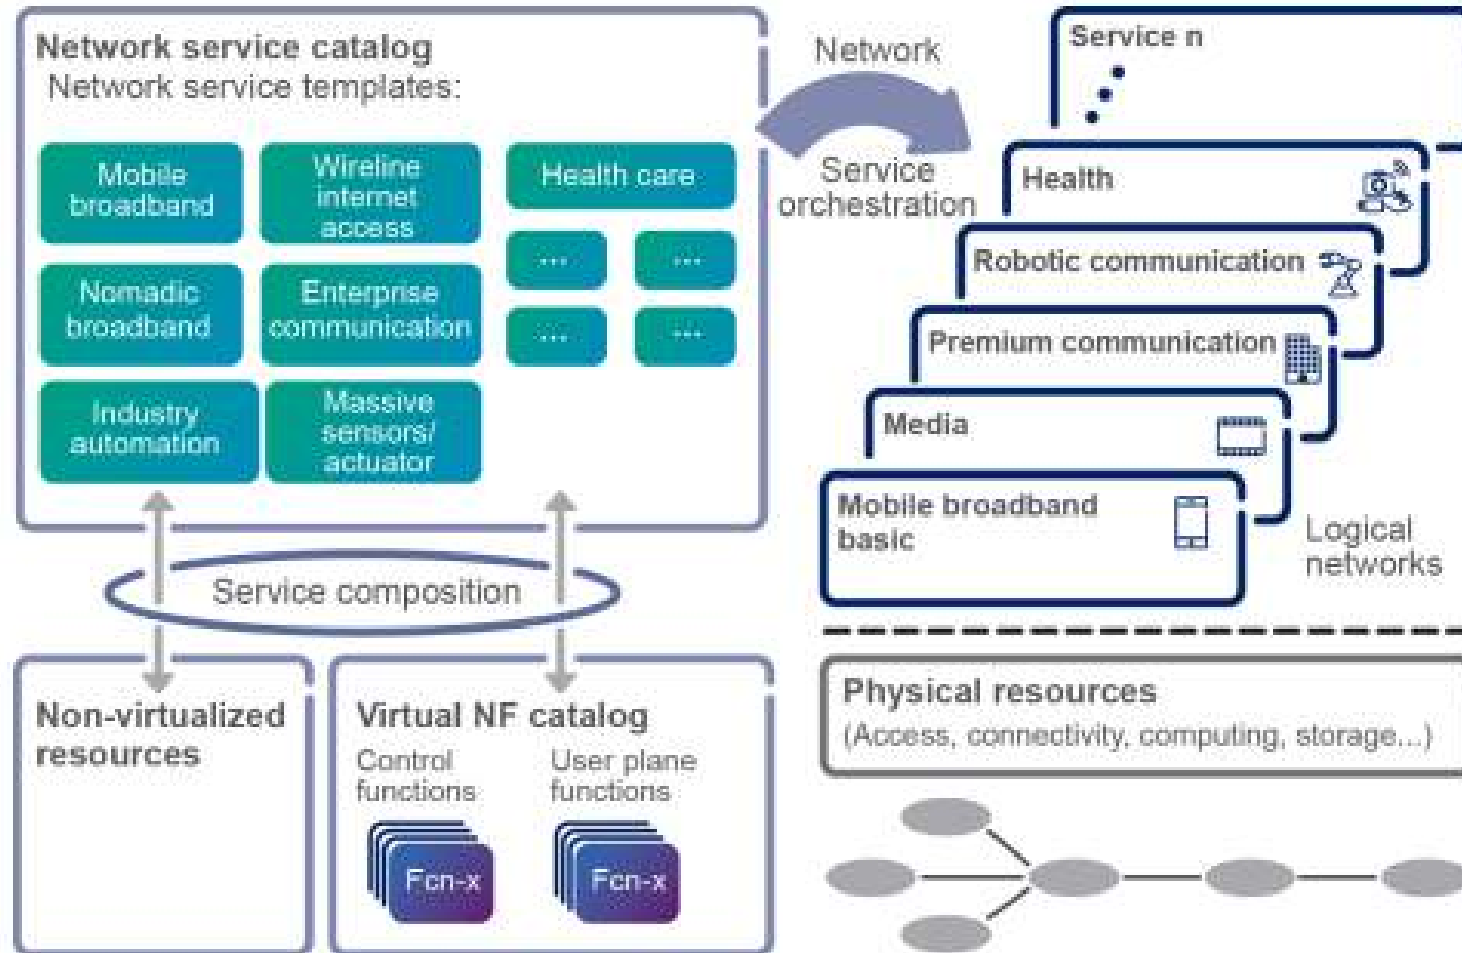 Network service catalog
Network service templates:
Mobile
broadband
Wireline
internet
access
Health care
...
...
Nomadic
broadband
Enterprise
communication
...
...
Industry
automation
Massive
sensors/
actuator
Service composition
Non-virtualized
resources
Virtual NF catalog
Control
functions
User plane
functions
Fcn-x
Fcn-x
Network
Service
orchestration
Service n
Health
Robotic communication
Premium communication
Media
Mobile broadband
basic
Logical
networks
Physical resources
(Access, connectivity, computing, storage...)